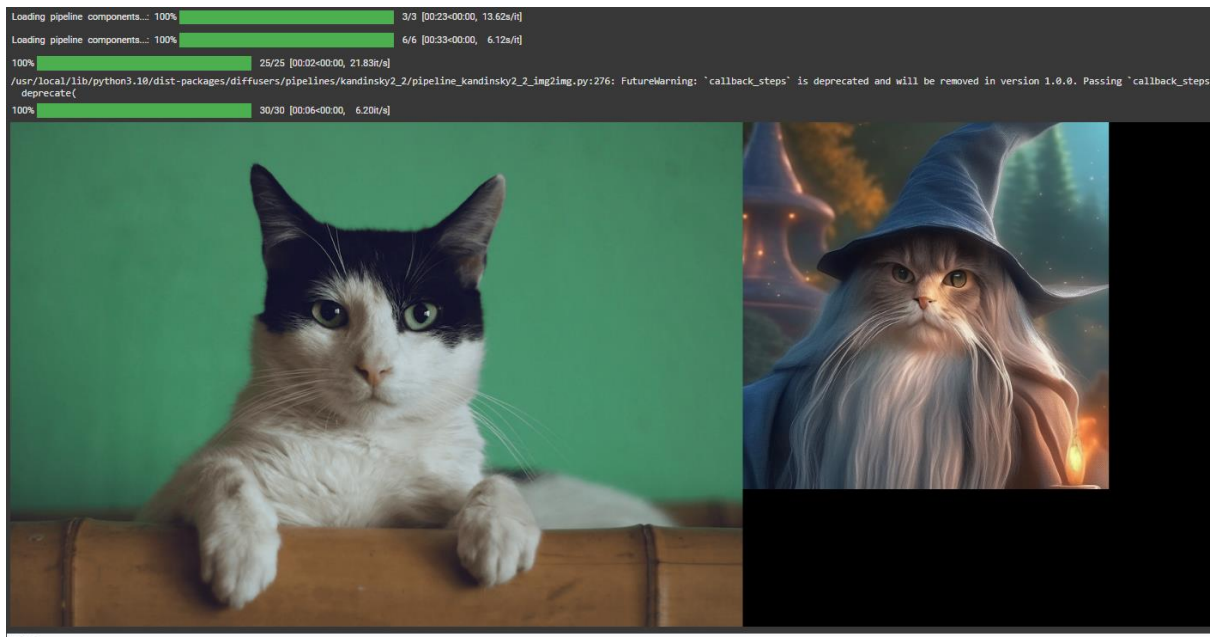 Loading pipeline components...: 100% 3/3 [00:23<00:00, 13.62s/it]
Loading pipeline components...: 100% 6/6 [00:33<00:00, 6.12s/it]
100% 25/25 [00:02<00:00, 21.83it/s]
/usr/local/lib/python3.10/dist-packages/diffusers/pipelines/kandinsky2_2/pipeline_kandinsky2_2_img2img.py:276: FutureWarning: `callback_steps` is deprecated and will be removed in version 1.0.0. Passing `callback_steps
deprecate(
100% 30/30 [00:06<00:00, 6.20it/s]